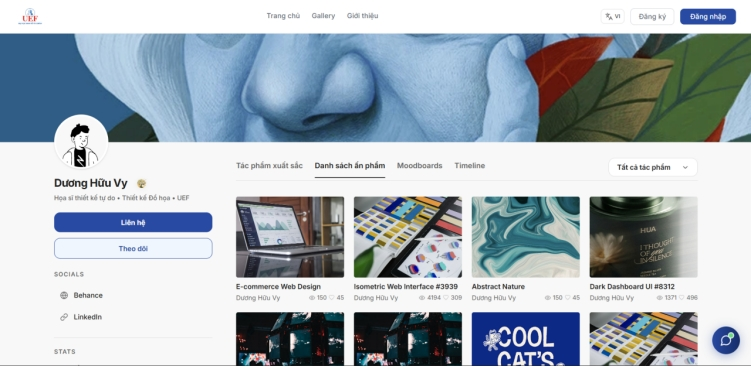 UEF
Trang chủ Gallery Giới thiệu VI Đăng ký Đăng nhập
Dương Hữu Vy
Họa sĩ thiết kế tự do • Thiết kế Đồ họa • UEF
Liên hệ
Theo dõi
SOCIALS
Behance
LinkedIn
STATS
Tác phẩm xuất sắc Danh sách ấn phẩm Moodboards Timeline Tất cả tác phẩm
HUA
I THOUGHT
OF YOU
IN SILENCE
E-commerce Web Design Isometric Web Interface #3939 Abstract Nature Dark Dashboard UI #8312
Dương Hữu Vy 150 45 Dương Hữu Vy 4194 309 Dương Hữu Vy 150 45 Dương Hữu Vy 1371 496
COOL
CAT'S